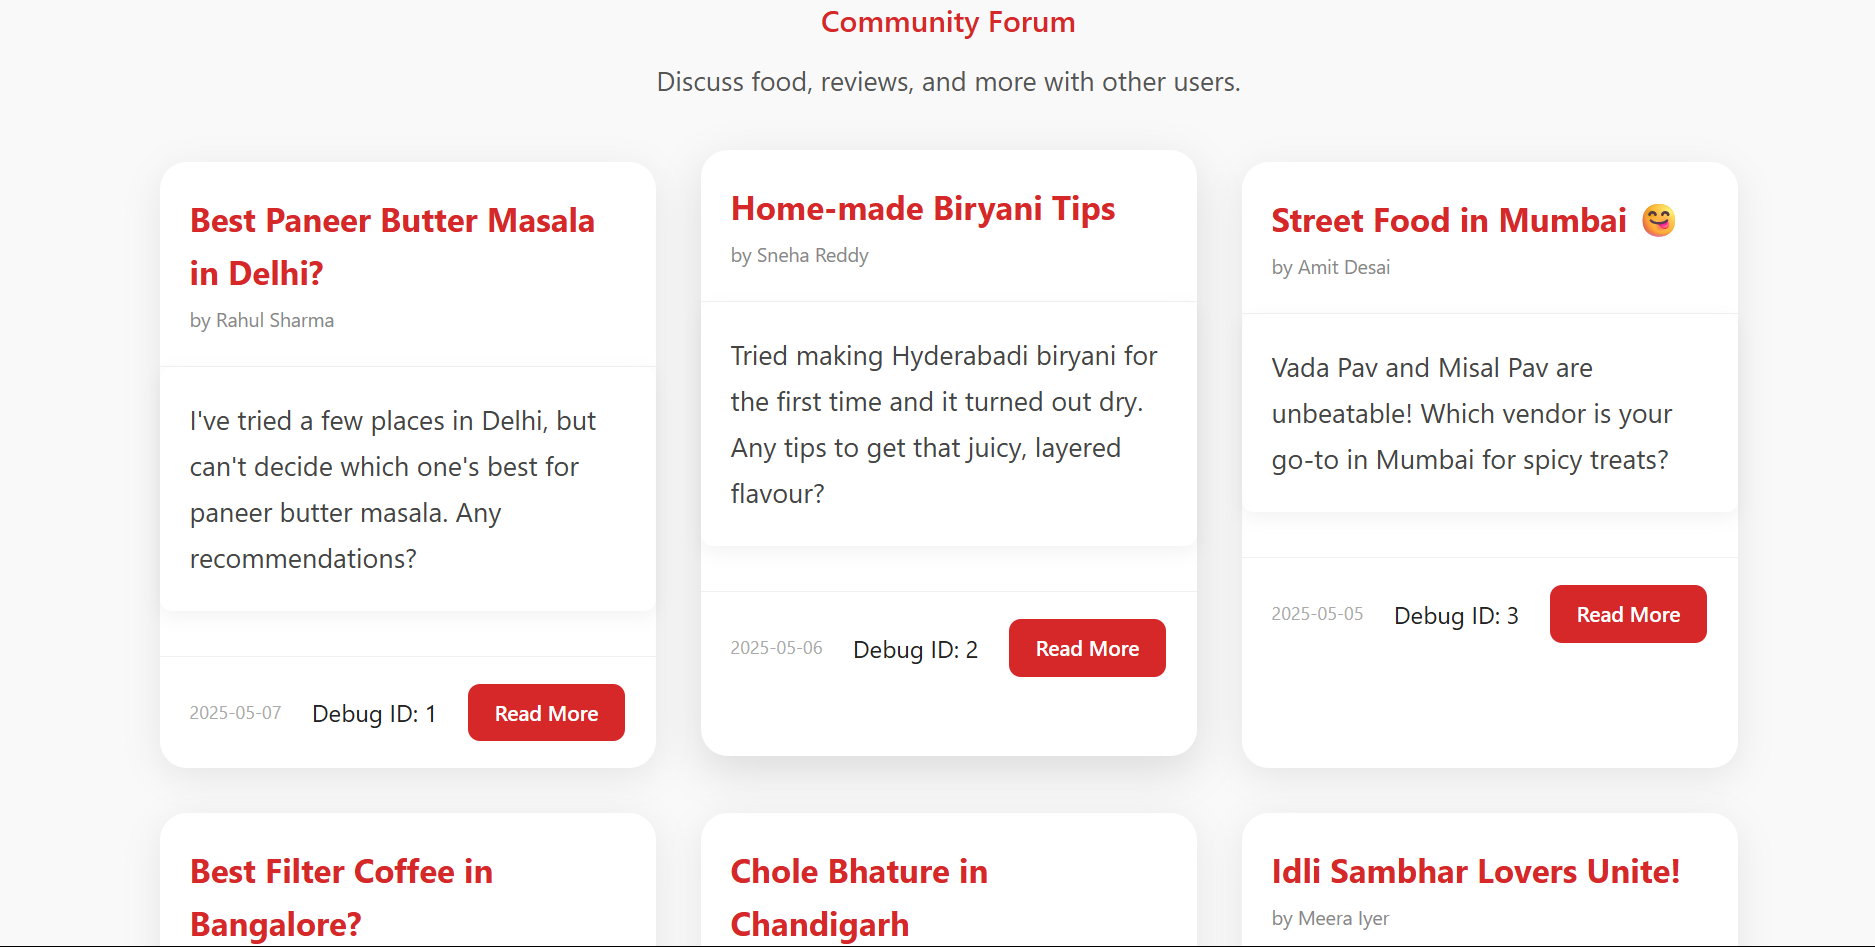 Community Forum
Discuss food, reviews, and more with other users.
Best Paneer Butter Masala
in Delhi?
by Rahul Sharma
I've tried a few places in Delhi, but
can't decide which one's best for
paneer butter masala. Any
recommendations?
2025-05-07 Debug ID: 1 Read More
Home-made Biryani Tips
by Sneha Reddy
Tried making Hyderabadi biryani for
the first time and it turned out dry.
Any tips to get that juicy, layered
flavour?
2025-05-06 Debug ID: 2 Read More
Street Food in Mumbai 😋
by Amit Desai
Vada Pav and Misal Pav are
unbeatable! Which vendor is your
go-to in Mumbai for spicy treats?
2025-05-05 Debug ID: 3 Read More
Best Filter Coffee in
Bangalore?
Chole Bhature in
Chandigarh
Idli Sambhar Lovers Unite!
by Meera Iyer